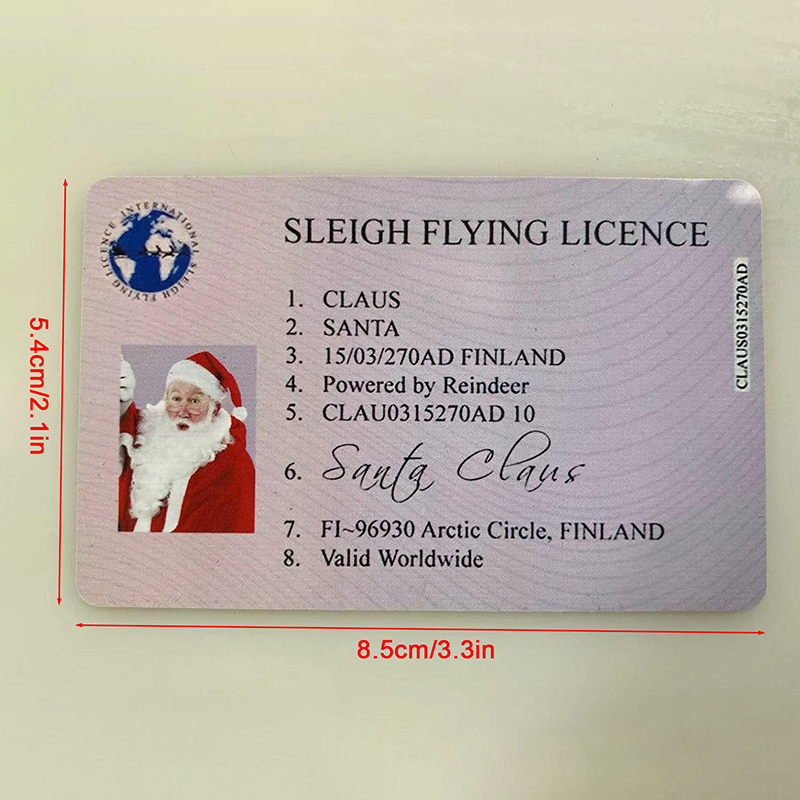 SLEIGH FLYING LICENCE INTERNATIONAL
SLEIGH FLYING LICENCE
1. CLAUS
2. SANTA
3. 15/03/270AD FINLAND
4. Powered by Reindeer
5. CLAU0315270AD 10
6. Santa Claus
7. FI~96930 Arctic Circle, FINLAND
8. Valid Worldwide
CLAUS0315270AD
5.4cm/2.1in
8.5cm/3.3in